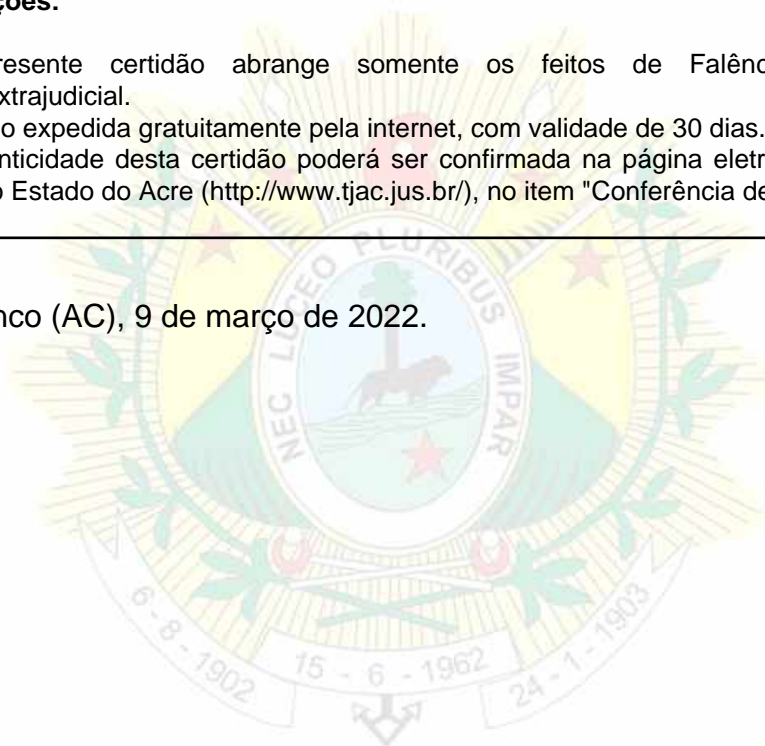 ções:
resente certidão abrange somente os feitos de Falênc
xtrajudicial.
o expedida gratuitamente pela internet, com validade de 30 dias.
nticidade desta certidão poderá ser confirmada na página eletr
o Estado do Acre (http://www.tjac.jus.br/), no item "Conferência de
nco (AC), 9 de março de 2022.
NEC LUCEO PLURIBUS IMPAR
6 - 8 - 1902
15 - 6 - 1962
24 - 1 - 1903